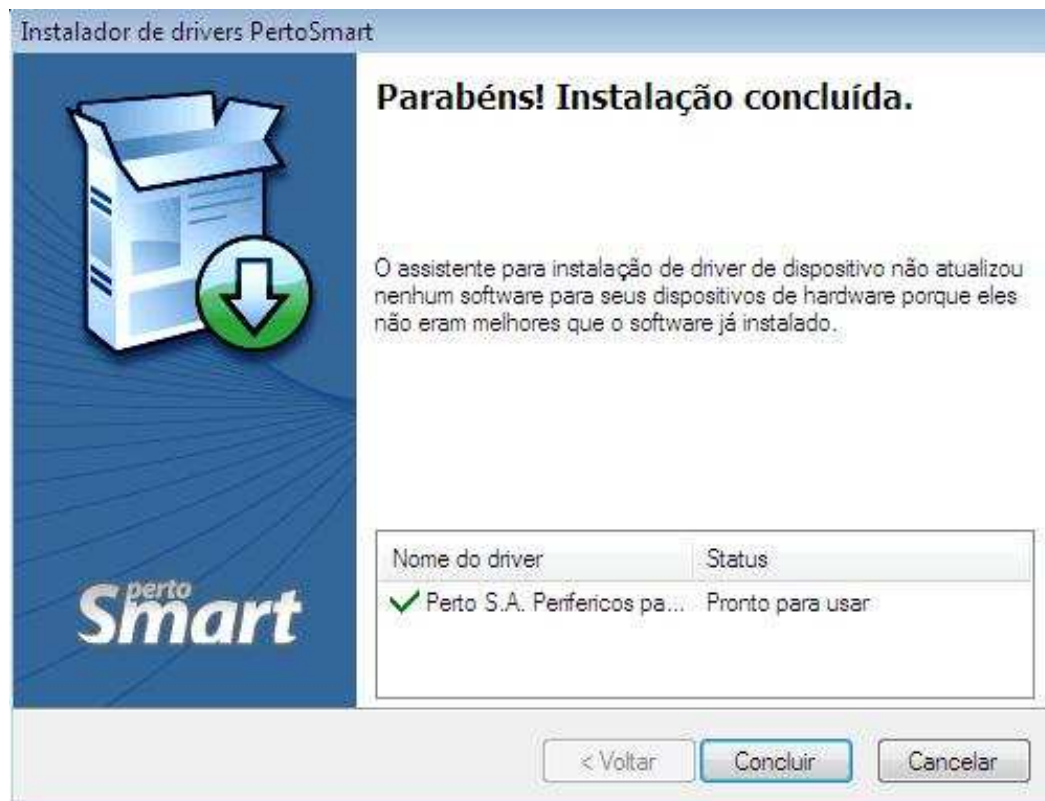 Instalador de drivers PertoSmart
Parabéns! Instalação concluída.
O assistente para instalação de driver de dispositivo não atualizou
nenhum software para seus dispositivos de hardware porque eles
não eram melhores que o software já instalado.
Nome do driver Status
Perto S.A. Perifericos pa... Pronto para usar
perto
Smart
< Voltar Concluir Cancelar